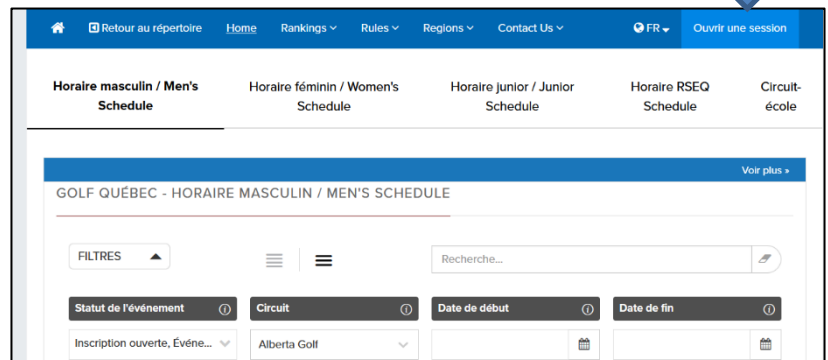 Retour au répertoire Home Rankings Rules Regions Contact Us FR Ouvrir une session
Horaire masculin / Men's Schedule
Horaire féminin / Women's Schedule
Horaire junior / Junior Schedule
Horaire RSEQ Schedule
Circuit-école
Voir plus »
GOLF QUÉBEC - HORAIRE MASCULIN / MEN'S SCHEDULE
FILTRES Recherche...
Statut de l'événement Circuit Date de début Date de fin
Inscription ouverte, Événe... Alberta Golf